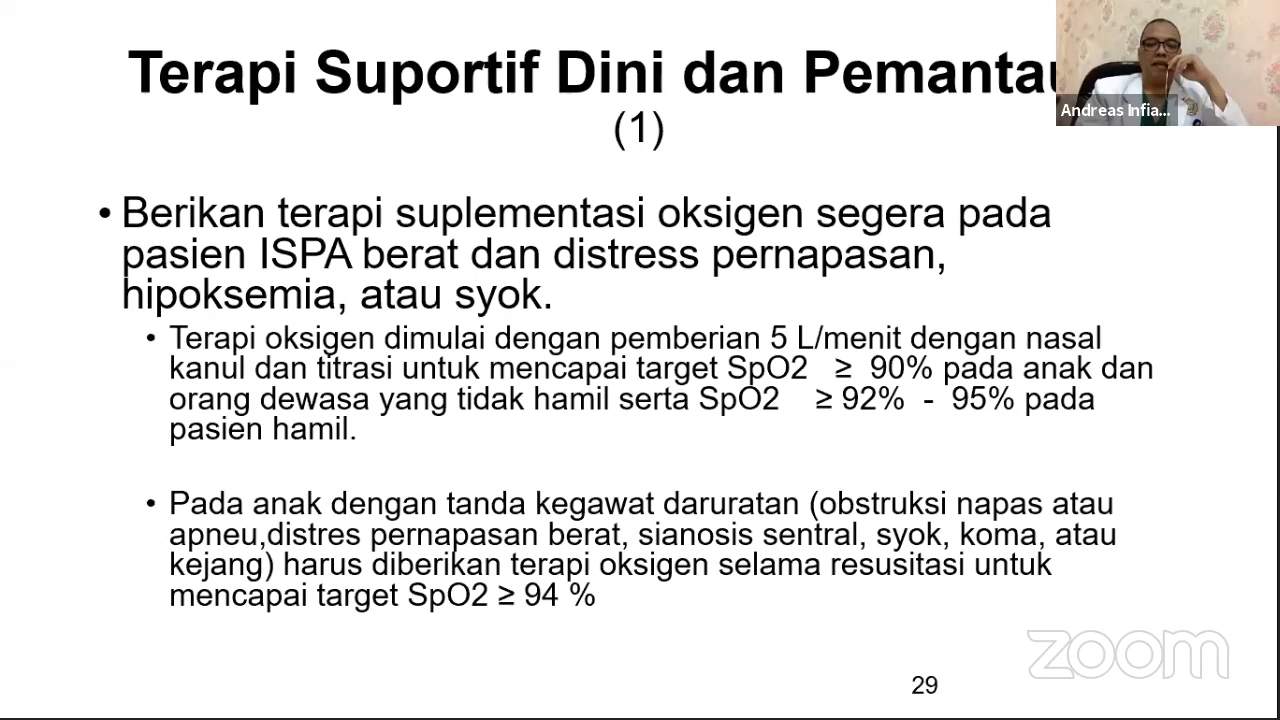 Terapi Suportif Dini dan Pemantau
(1)
Andreas Infia...
• Berikan terapi suplementasi oksigen segera pada
pasien ISPA berat dan distress pernapasan,
hipoksemia, atau syok.
• Terapi oksigen dimulai dengan pemberian 5 L/menit dengan nasal
kanul dan titrasi untuk mencapai target SpO2 ≥ 90% pada anak dan
orang dewasa yang tidak hamil serta SpO2 ≥ 92% - 95% pada
pasien hamil.
• Pada anak dengan tanda kegawat daruratan (obstruksi napas atau
apneu,distres pernapasan berat, sianosis sentral, syok, koma, atau
kejang) harus diberikan terapi oksigen selama resusitasi untuk
mencapai target SpO2 ≥ 94 %
zoom
29